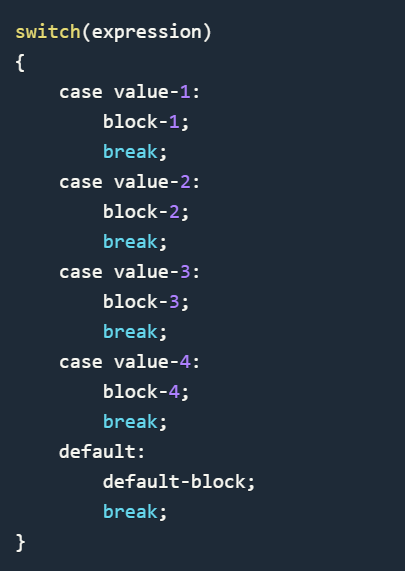 switch(expression)
{
    case value-1:
        block-1;
        break;
    case value-2:
        block-2;
        break;
    case value-3:
        block-3;
        break;
    case value-4:
        block-4;
        break;
    default:
        default-block;
        break;
}